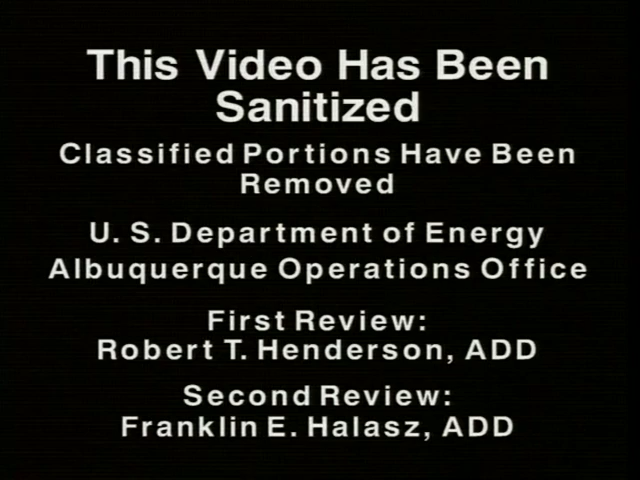 This Video Has Been
Sanitized
Classified Portions Have Been
Removed
U. S. Department of Energy
Albuquerque Operations Office
First Review:
Robert T. Henderson, ADD
Second Review:
Franklin E. Halasz, ADD